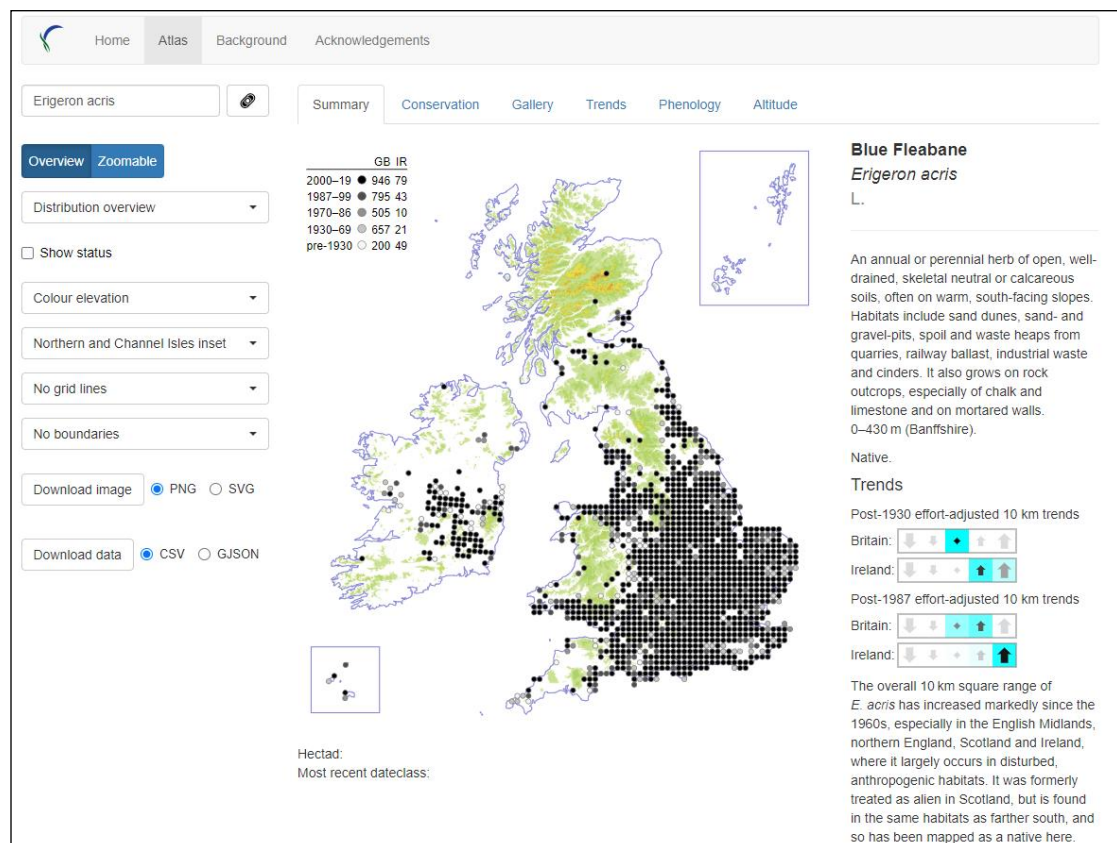 Home Atlas Background Acknowledgements
Erigeron acris
Summary Conservation Gallery Trends Phenology Altitude
Overview Zoomable
Distribution overview
Show status
Colour elevation
Northern and Channel Isles inset
No grid lines
No boundaries
Download image PNG SVG
Download data CSV GJSON
GB IR
2000–19 946 79
1987–99 795 43
1970–86 505 10
1930–69 657 21
pre-1930 200 49
Hectad:
Most recent dateclass:
Blue Fleabane
Erigeron acris
L.
An annual or perennial herb of open, well-
drained, skeletal neutral or calcareous
soils, often on warm, south-facing slopes.
Habitats include sand dunes, sand- and
gravel-pits, spoil and waste heaps from
quarries, railway ballast, industrial waste
and cinders. It also grows on rock
outcrops, especially of chalk and
limestone and on mortared walls.
0–430 m (Banffshire).
Native.
Trends
Post-1930 effort-adjusted 10 km trends
Britain:
Ireland:
Post-1987 effort-adjusted 10 km trends
Britain:
Ireland:
The overall 10 km square range of
E. acris has increased markedly since the
1960s, especially in the English Midlands,
northern England, Scotland and Ireland,
where it largely occurs in disturbed,
anthropogenic habitats. It was formerly
treated as alien in Scotland, but is found
in the same habitats as farther south, and
so has been mapped as a native here.